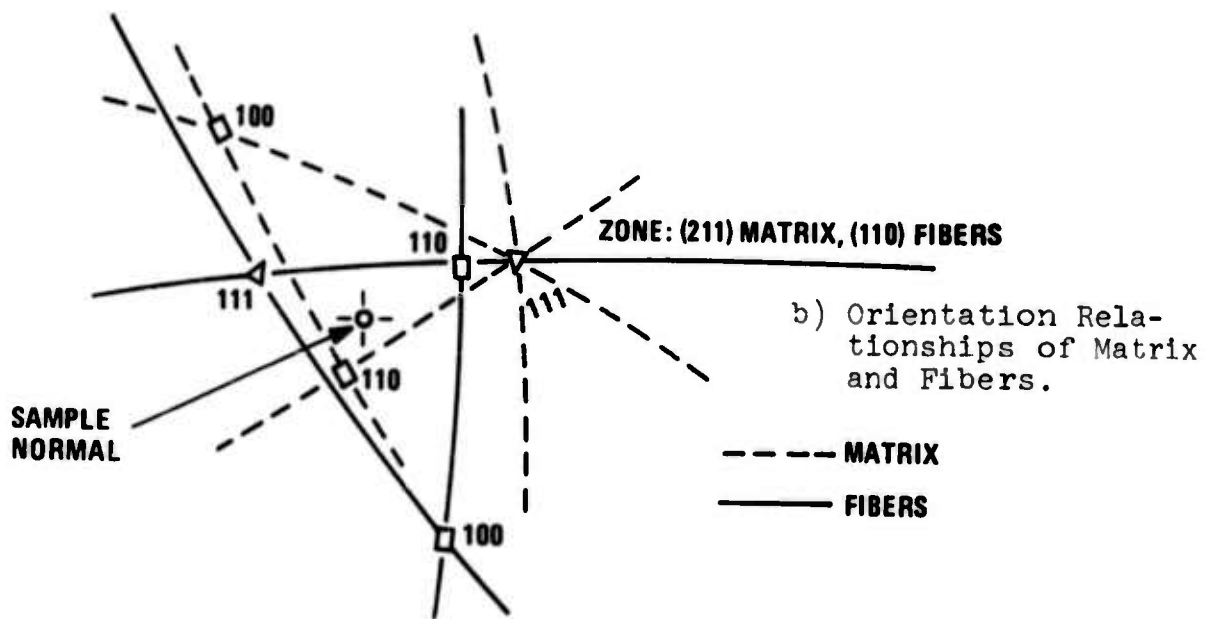 100
110
ZONE: (211) MATRIX, (110) FIBERS
111
111
b) Orientation Rela-
tionships of Matrix
and Fibers.
110
SAMPLE
NORMAL
MATRIX
FIBERS
100